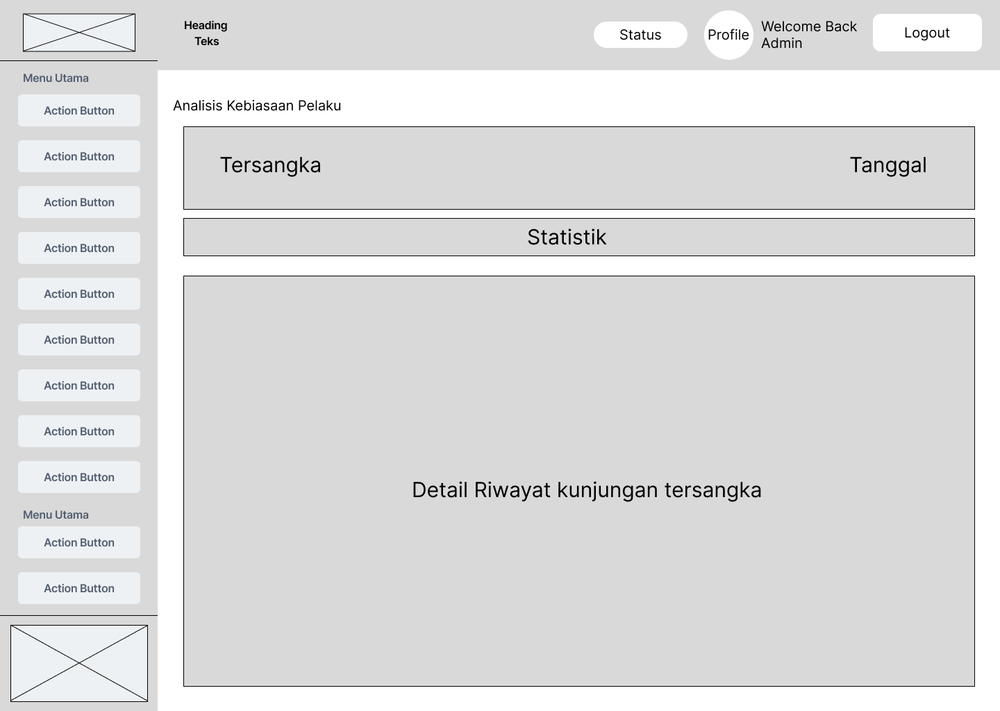 Heading
Teks
Status
Profile
Welcome Back
Admin
Logout
Menu Utama
Action Button
Action Button
Action Button
Action Button
Action Button
Action Button
Action Button
Action Button
Action Button
Menu Utama
Action Button
Action Button
Analisis Kebiasaan Pelaku
Tersangka
Tanggal
Statistik
Detail Riwayat kunjungan tersangka